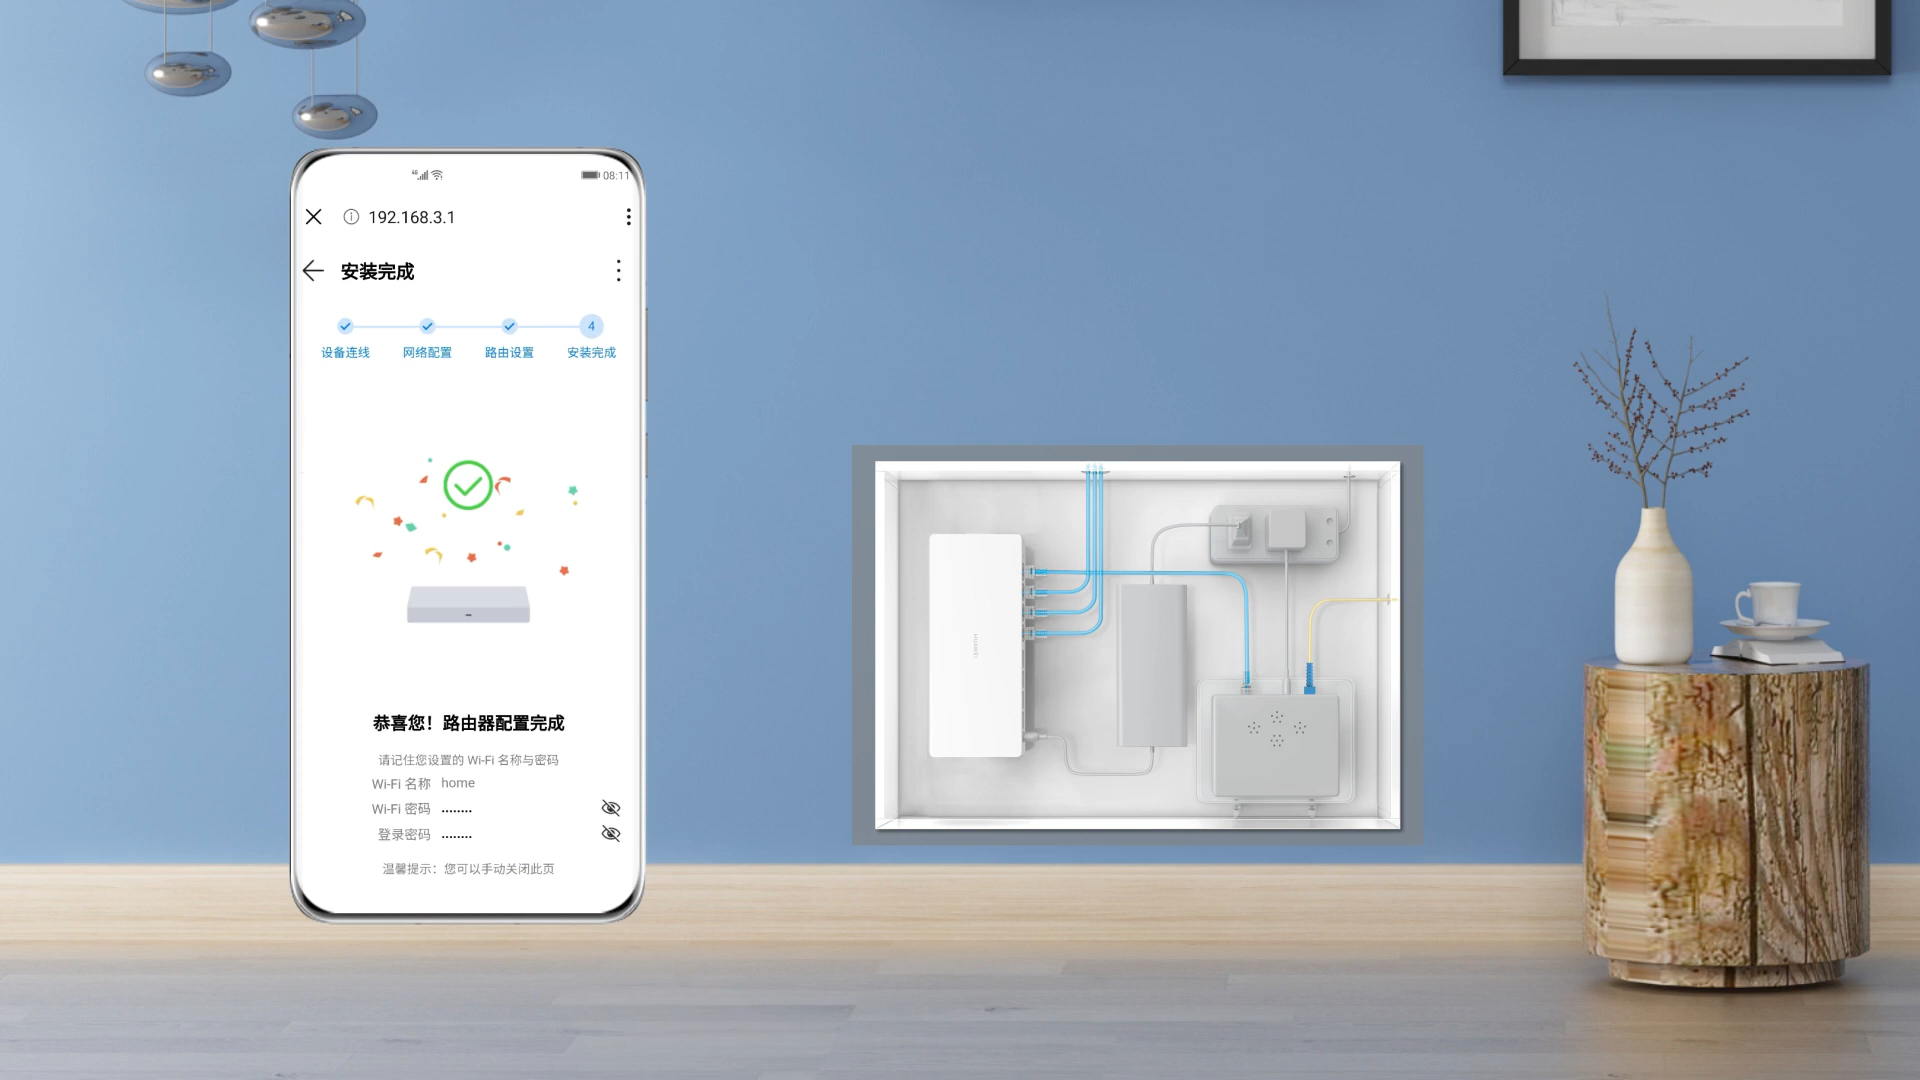 4G
08:11
192.168.3.1
安装完成
4
设备连线
网络配置
路由设置
安装完成
恭喜您！路由器配置完成
请记住您设置的 Wi-Fi 名称与密码
Wi-Fi 名称 home
Wi-Fi 密码 ········
登录密码 ········
温馨提示：您可以手动关闭此页
HUAWEI